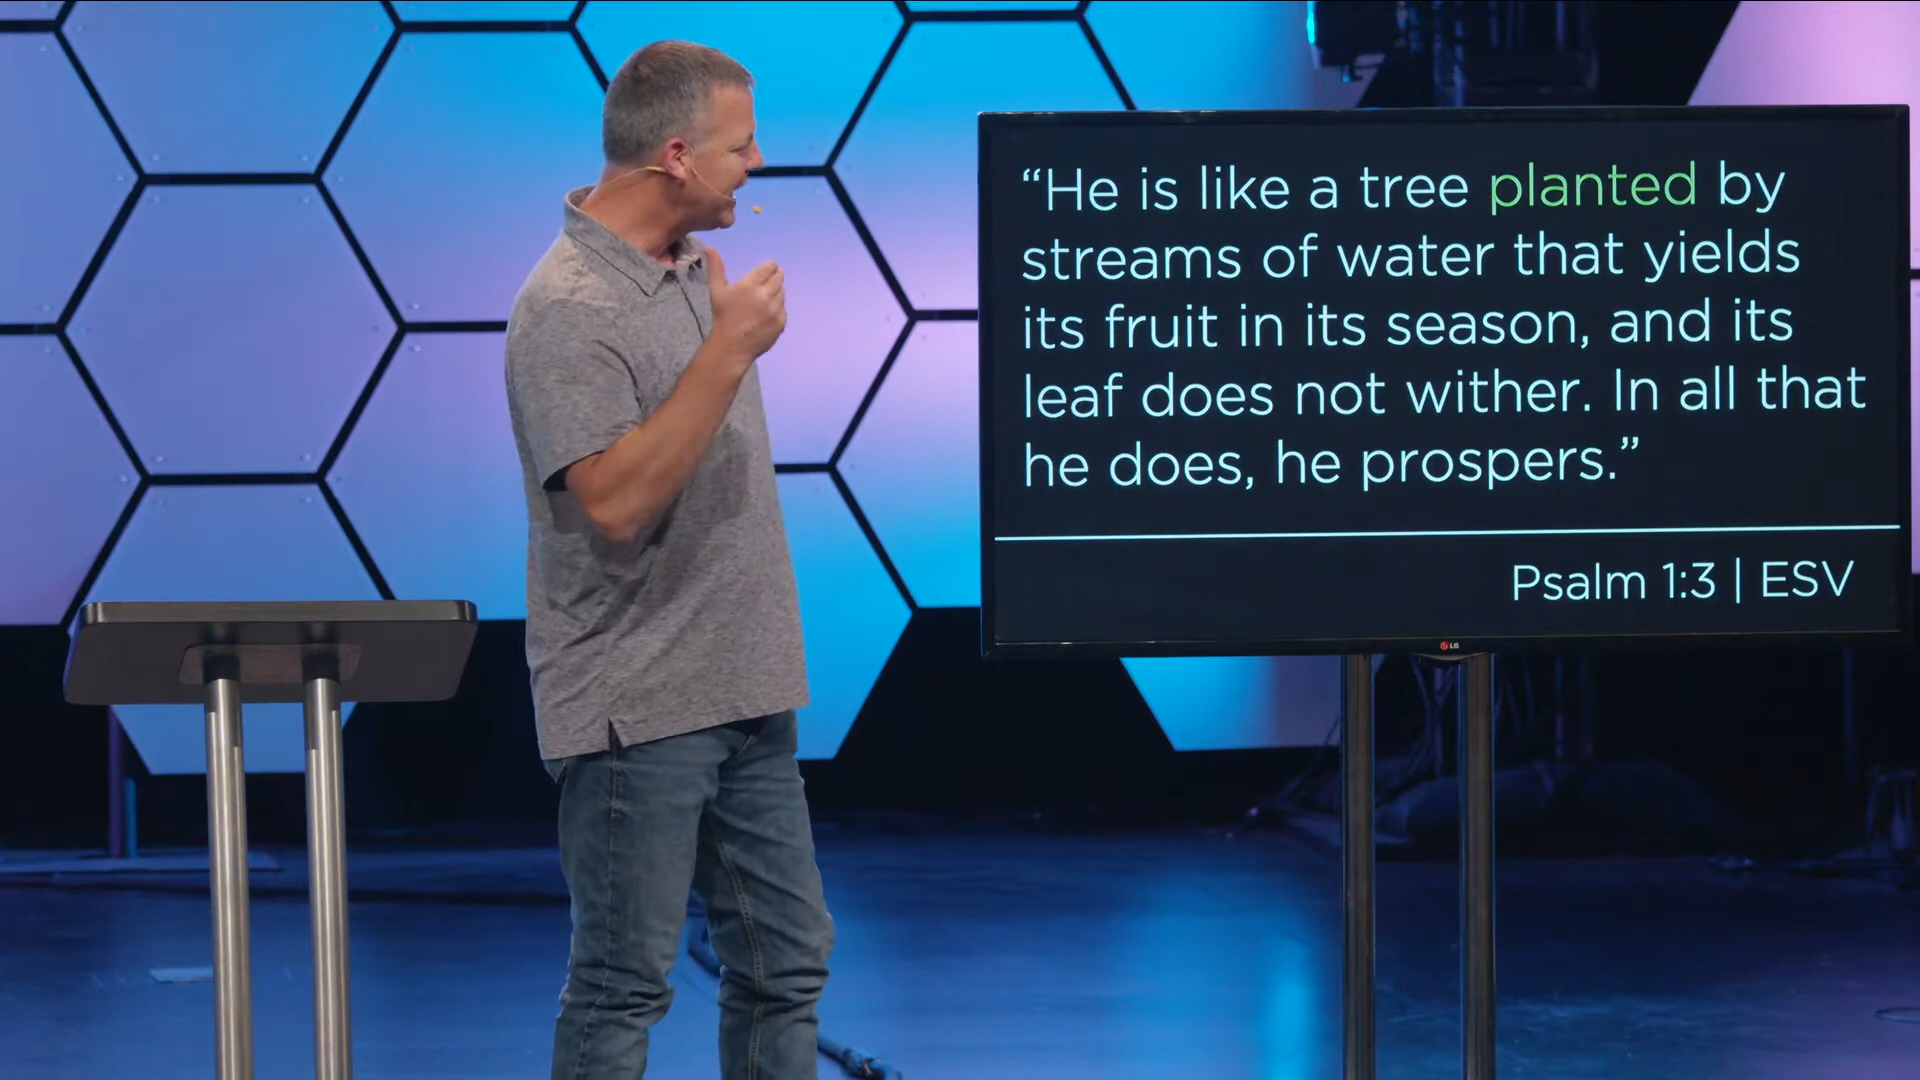 “He is like a tree planted by
streams of water that yields
its fruit in its season, and its
leaf does not wither. In all that
he does, he prospers.”
Psalm 1:3 | ESV
LG